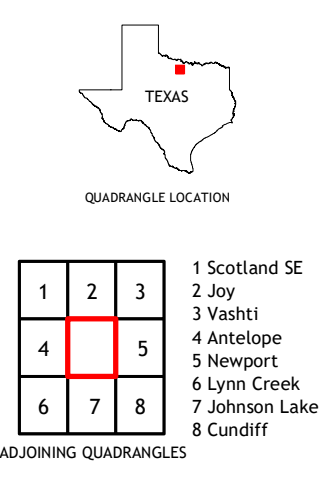 TEXAS
QUADRANGLE LOCATION
1 2 3
4 5
6 7 8
1 Scotland SE
2 Joy
3 Vashti
4 Antelope
5 Newport
6 Lynn Creek
7 Johnson Lake
8 Cundiff
ADJOINING QUADRANGLES